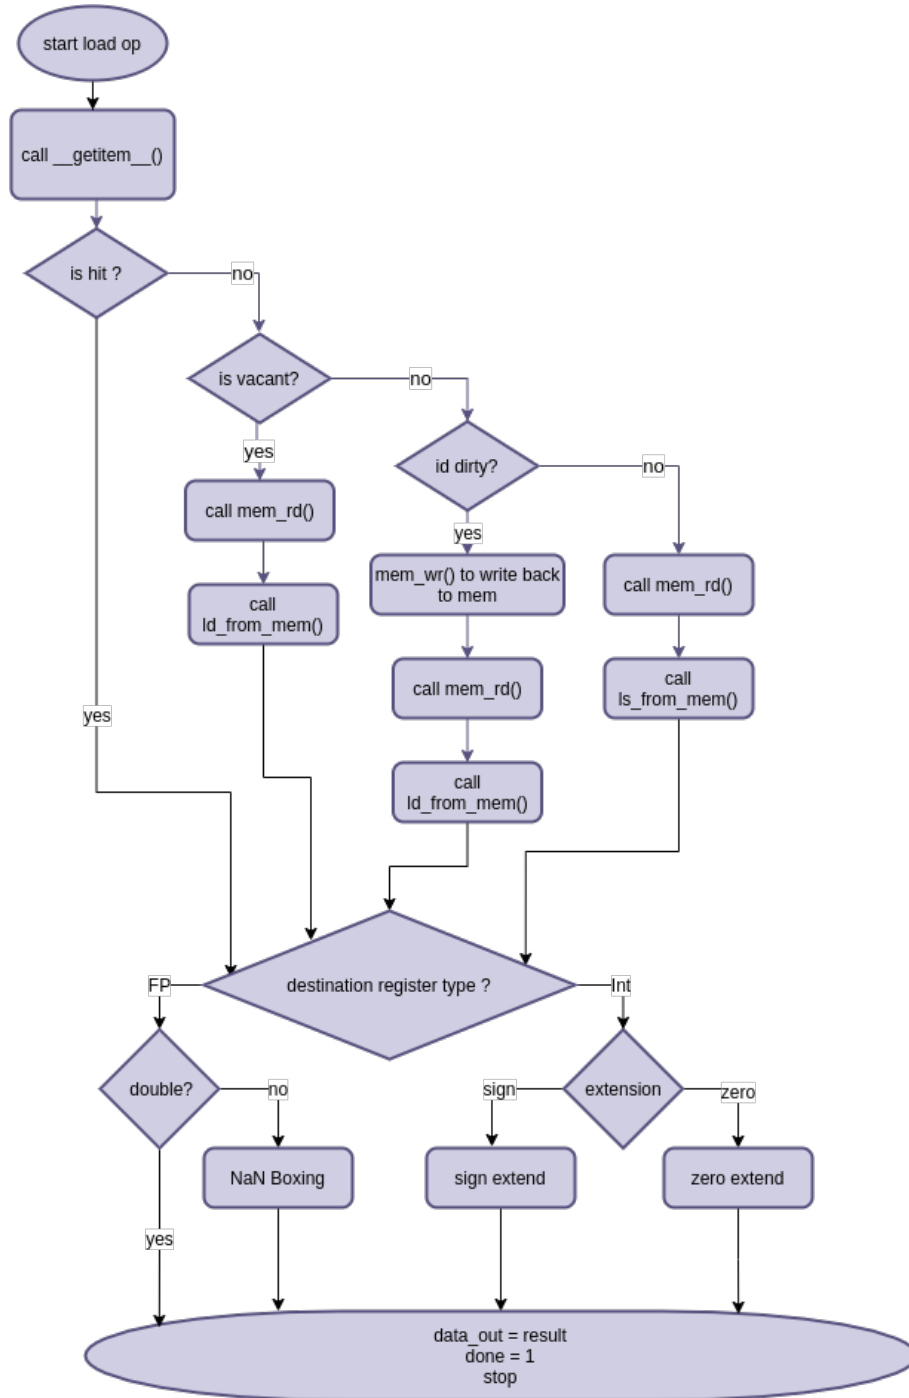 start load op
call __getitem__()
is hit ?
no
is vacant?
no
yes
id dirty?
no
call mem_rd()
yes
mem_wr() to write back
to mem
call mem_rd()
call
ld_from_mem()
call mem_rd()
call
ls_from_mem()
yes
call
ld_from_mem()
destination register type ?
FP
Int
double?
no
sign
extension
zero
NaN Boxing
sign extend
zero extend
yes
data_out = result
done = 1
stop